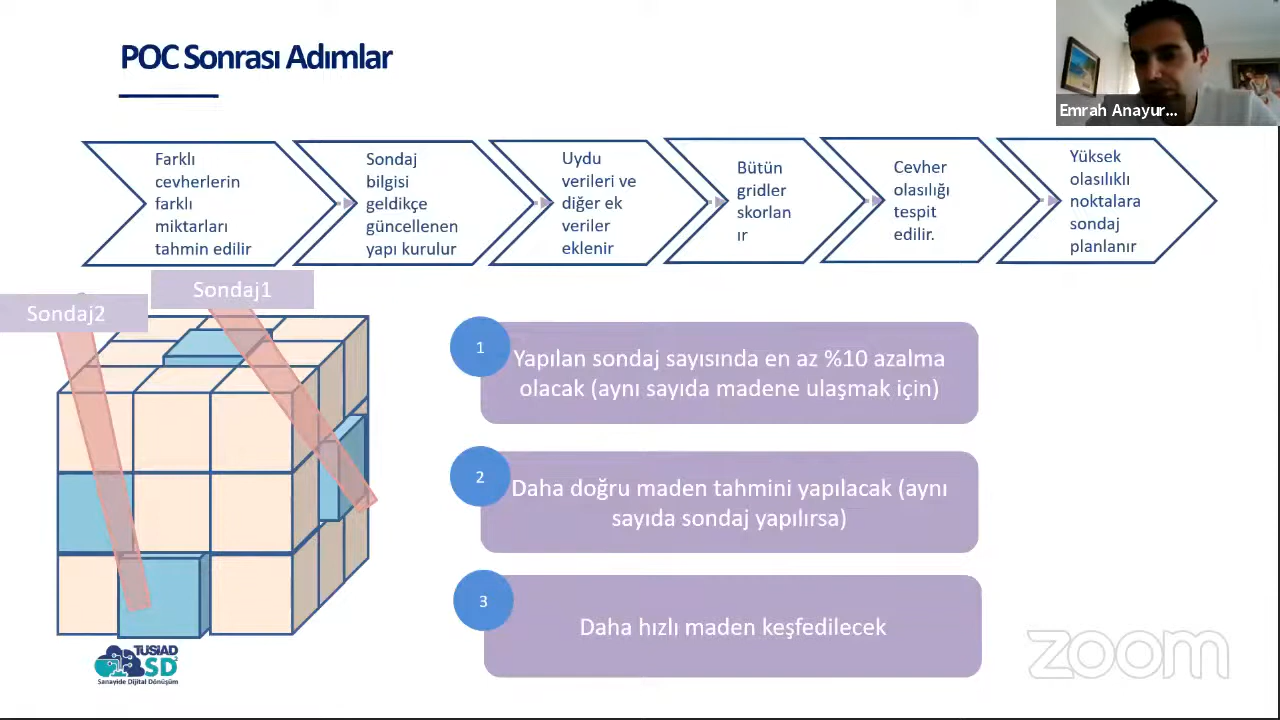 POC Sonrası Adımlar
Emrah Anayur...
Farklı
cevherlerin
farklı
miktarları
tahmin edilir
Sondaj
bilgisi
geldikçe
güncellenen
yapı kurulur
Uydu
verileri ve
diğer ek
veriler
eklenir
Bütün
gridler
skorlan
ır
Cevher
olasılığı
tespit
edilir.
Yüksek
olasılıklı
noktalara
sondaj
planlanır
Sondaj1
Sondaj2
1
Yapılan sondaj sayısında en az %10 azalma
olacak (aynı sayıda madene ulaşmak için)
2
Daha doğru maden tahmini yapılacak (aynı
sayıda sondaj yapılırsa)
3
Daha hızlı maden keşfedilecek
TUSIAD
SD²
Sanayide Dijital Dönüşüm
zoom